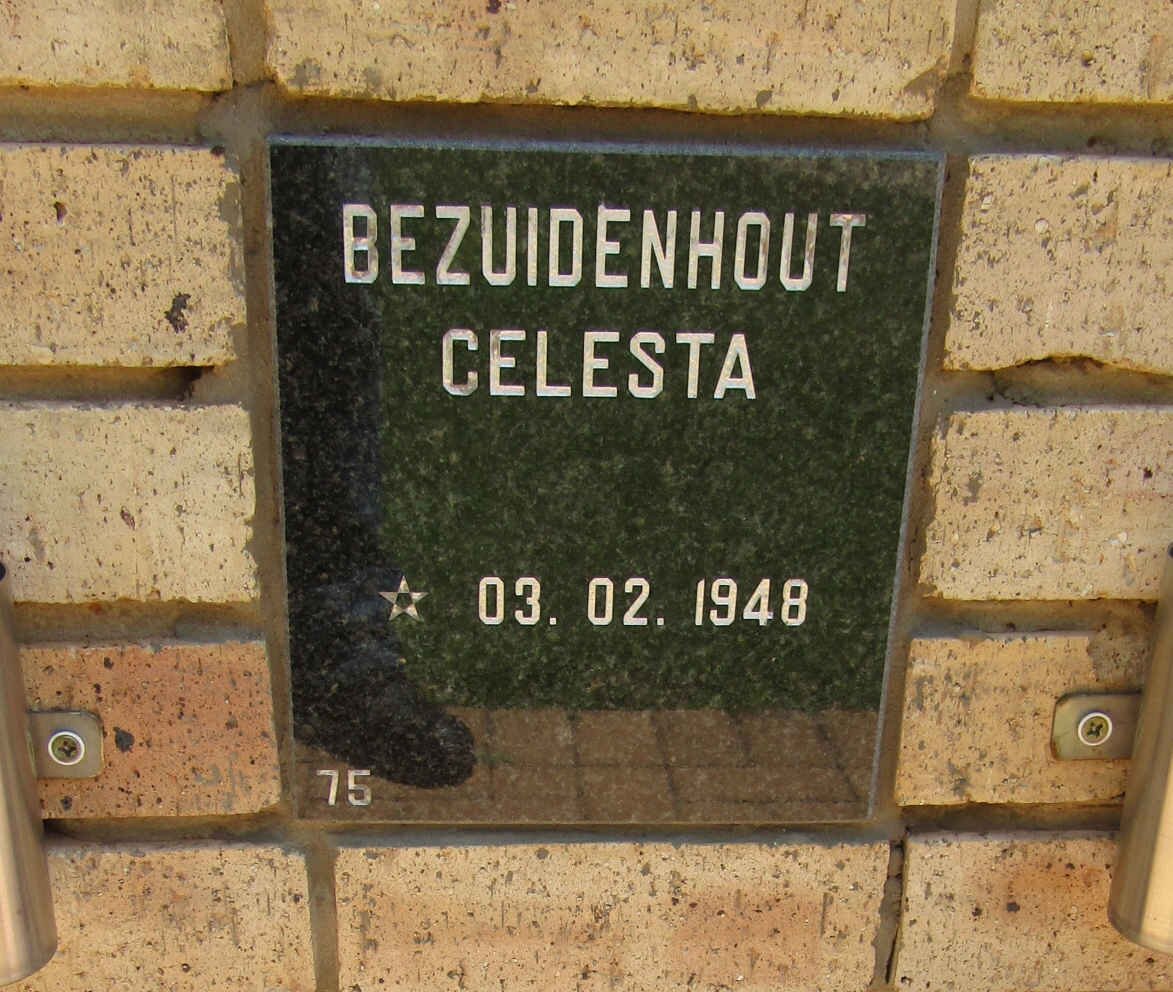 BEZUIDENHOUT
CELESTA
☆ 03. 02. 1948
75